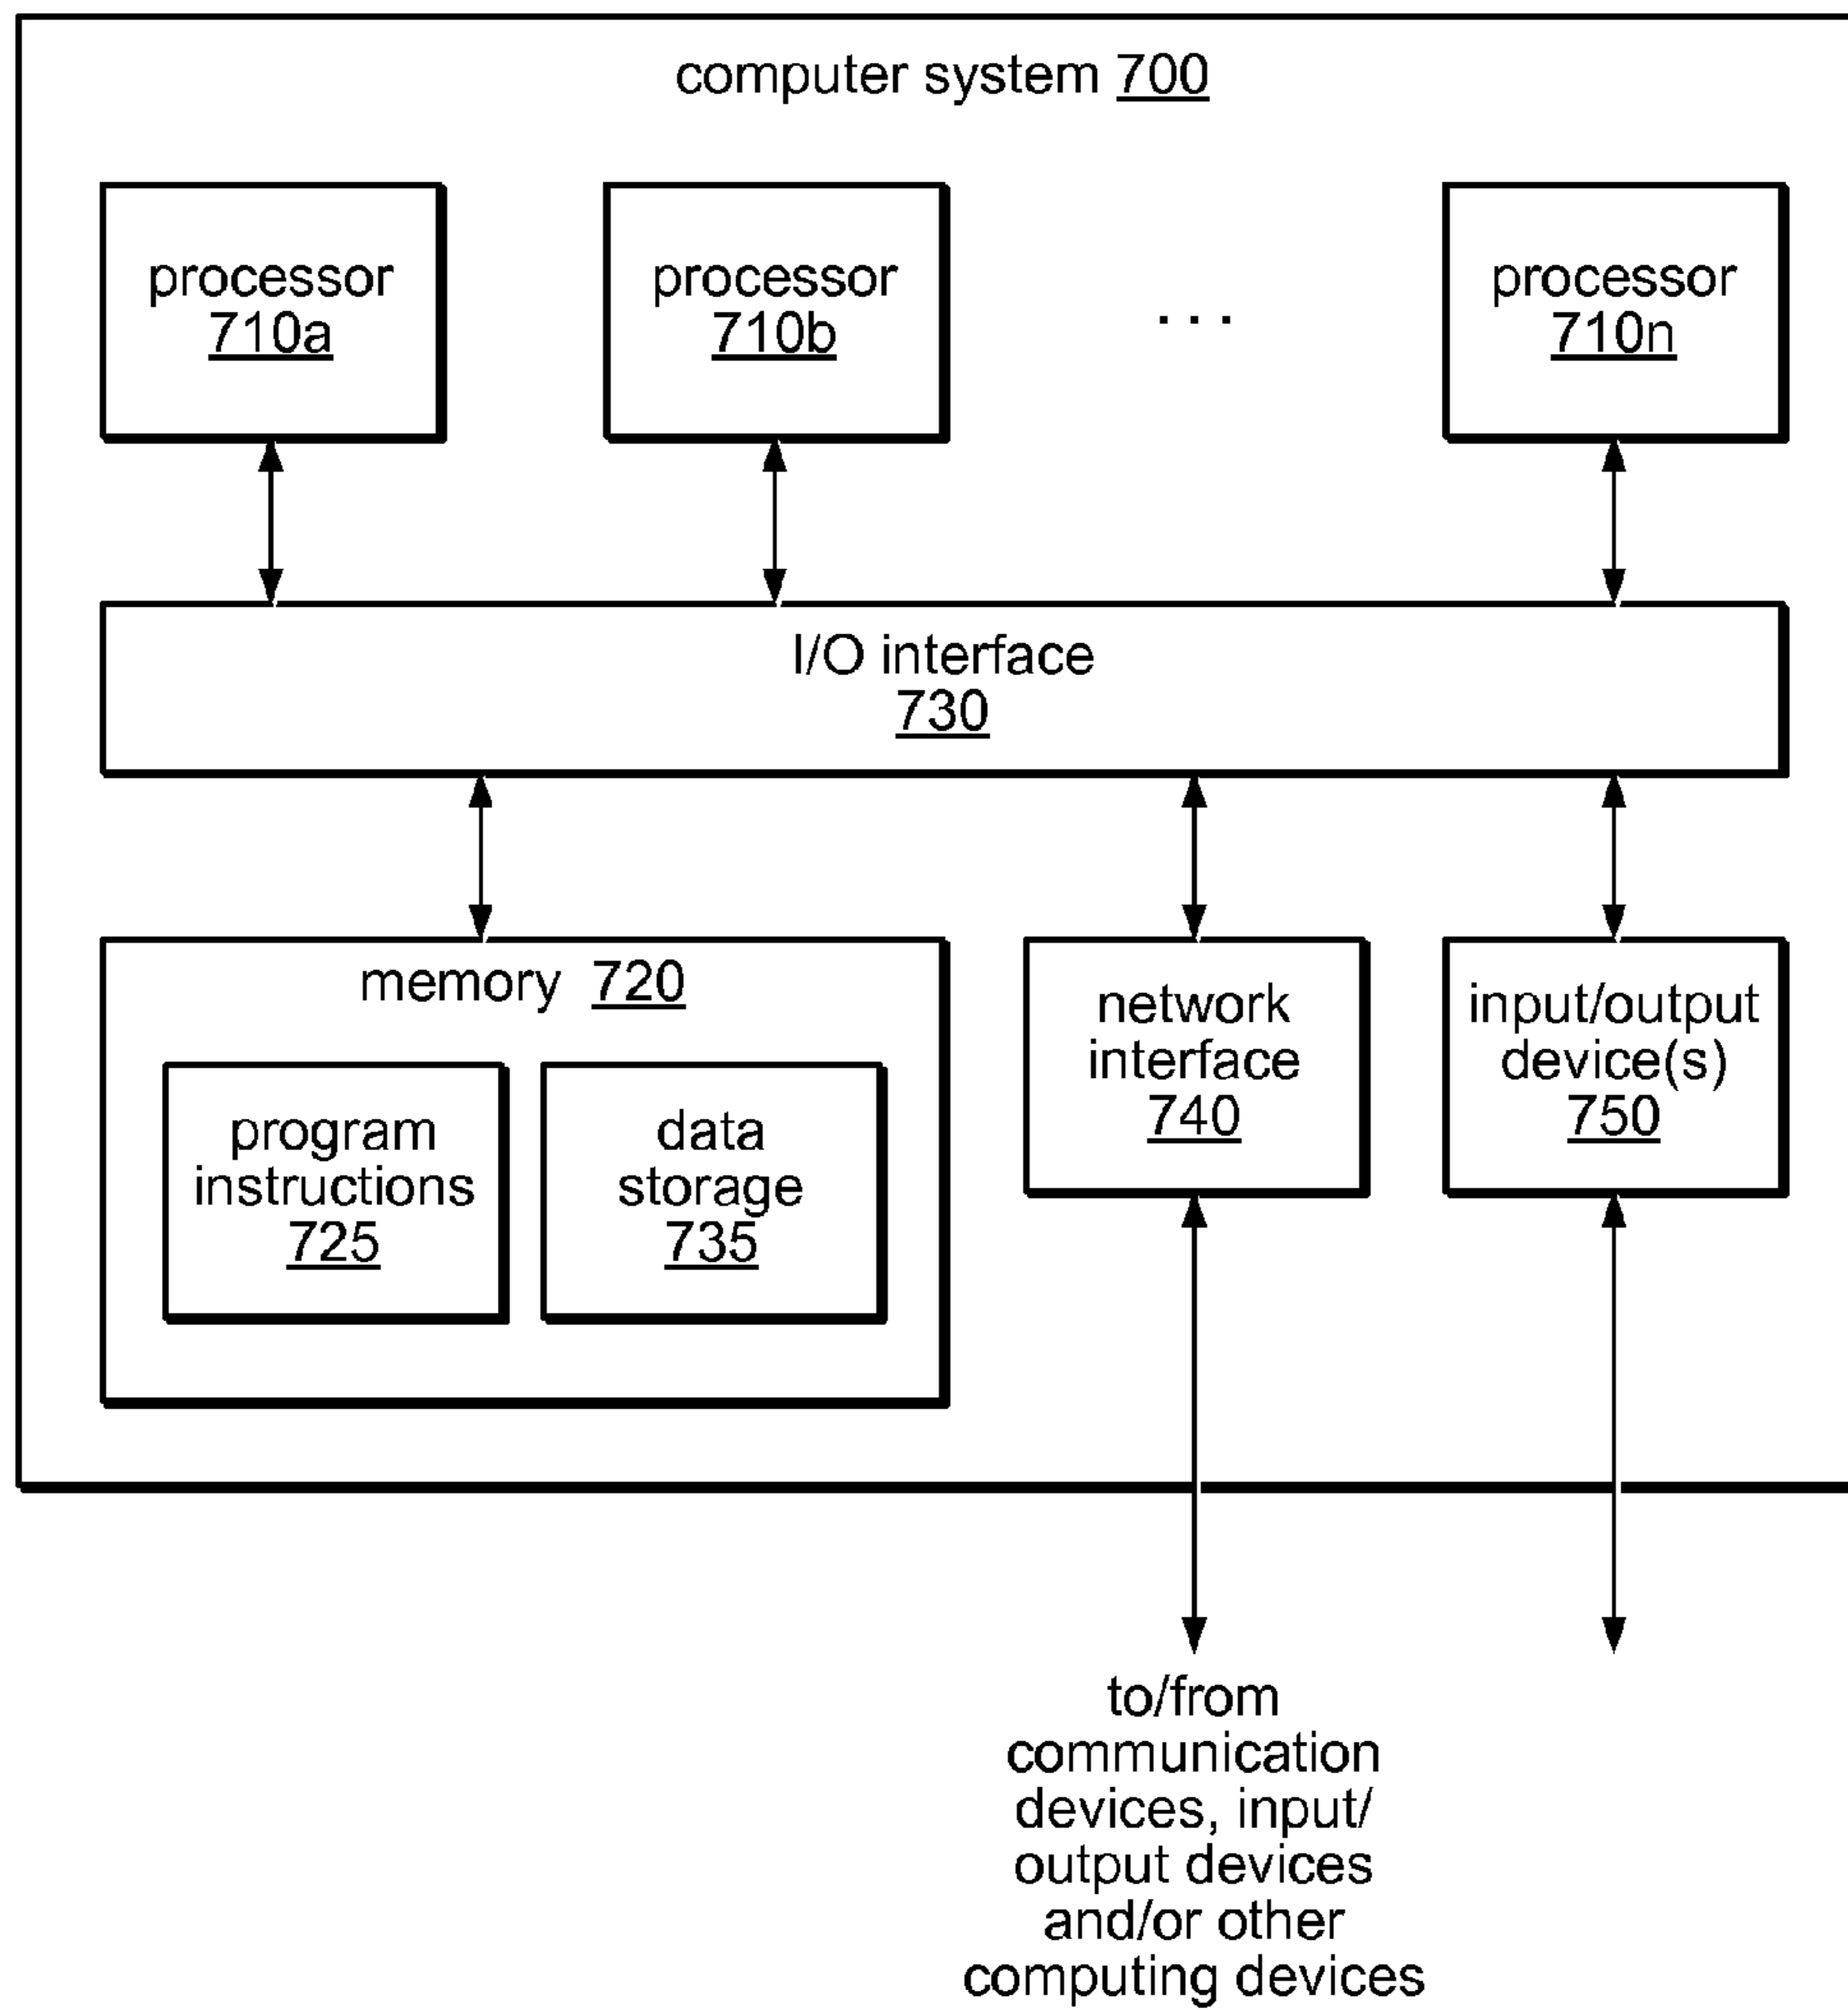 computer system 700
processor
710a
processor
710b
. . .
processor
710n
I/O interface
730
memory 720
program
instructions
725
data
storage
735
network
interface
740
input/output
device(s)
750
to/from
communication
devices, input/
output devices
and/or other
computing devices